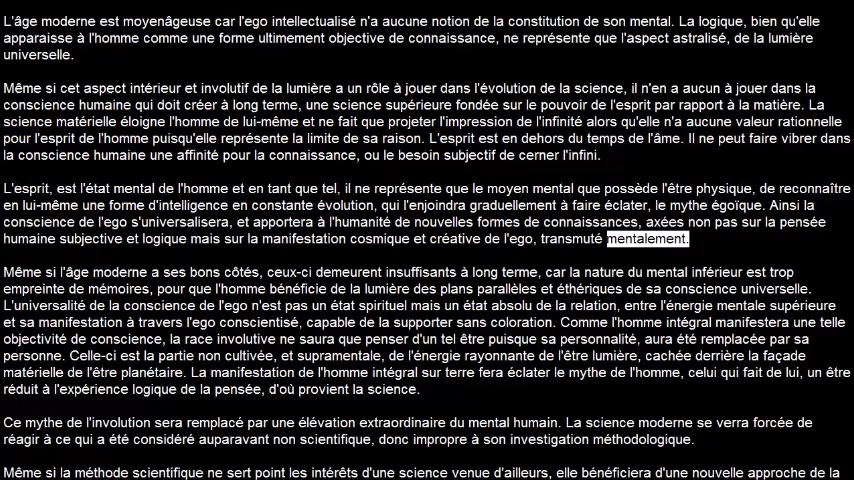 L'âge moderne est moyenâgeuse car l'ego intellectualisé n'a aucune notion de la constitution de son mental. La logique, bien qu'elle
apparaisse à l'homme comme une forme ultimement objective de connaissance, ne représente que l'aspect astralisé, de la lumière
universelle.
Même si cet aspect intérieur et involutif de la lumière a un rôle à jouer dans l'évolution de la science, il n'en a aucun à jouer dans la
conscience humaine qui doit créer à long terme, une science supérieure fondée sur le pouvoir de l'esprit par rapport à la matière. La
science matérielle éloigne l'homme de lui-même et ne fait que projeter l'impression de l'infinité alors qu'elle n'a aucune valeur rationnelle
pour l'esprit de l'homme puisqu'elle représente la limite de sa raison. L'esprit est en dehors du temps de l'âme. Il ne peut faire vibrer dans
la conscience humaine une affinité pour la connaissance, ou le besoin subjectif de cerner l'infini.
L'esprit, est l'état mental de l'homme et en tant que tel, il ne représente que le moyen mental que possède l'être physique, de reconnaître
en lui-même une forme d'intelligence en constante évolution, qui l'enjoindra graduellement à faire éclater, le mythe égoïque. Ainsi la
conscience de l'ego s'universalisera, et apportera à l'humanité de nouvelles formes de connaissances, axées non pas sur la pensée
humaine subjective et logique mais sur la manifestation cosmique et créative de l'ego, transmuté mentalement.
Même si l'âge moderne a ses bons côtés, ceux-ci demeurent insuffisants à long terme, car la nature du mental inférieur est trop
empreinte de mémoires, pour que l'homme bénéficie de la lumière des plans parallèles et éthériques de sa conscience universelle.
L'universalité de la conscience de l'ego n'est pas un état spirituel mais un état absolu de la relation, entre l'énergie mentale supérieure
et sa manifestation à travers l'ego conscientisé, capable de la supporter sans coloration. Comme l'homme intégral manifestera une telle
objectivité de conscience, la race involutive ne saura que penser d'un tel être puisque sa personnalité, aura été remplacée par sa
personne. Celle-ci est la partie non cultivée, et supramentale, de l'énergie rayonnante de l'être lumière, cachée derrière la façade
matérielle de l'être planétaire. La manifestation de l'homme intégral sur terre fera éclater le mythe de l'homme, celui qui fait de lui, un être
réduit à l'expérience logique de la pensée, d'où provient la science.
Ce mythe de l'involution sera remplacé par une élévation extraordinaire du mental humain. La science moderne se verra forcée de
réagir à ce qui a été considéré auparavant non scientifique, donc impropre à son investigation méthodologique.
Même si la méthode scientifique ne sert point les intérêts d'une science venue d'ailleurs, elle bénéficiera d'une nouvelle approche de la